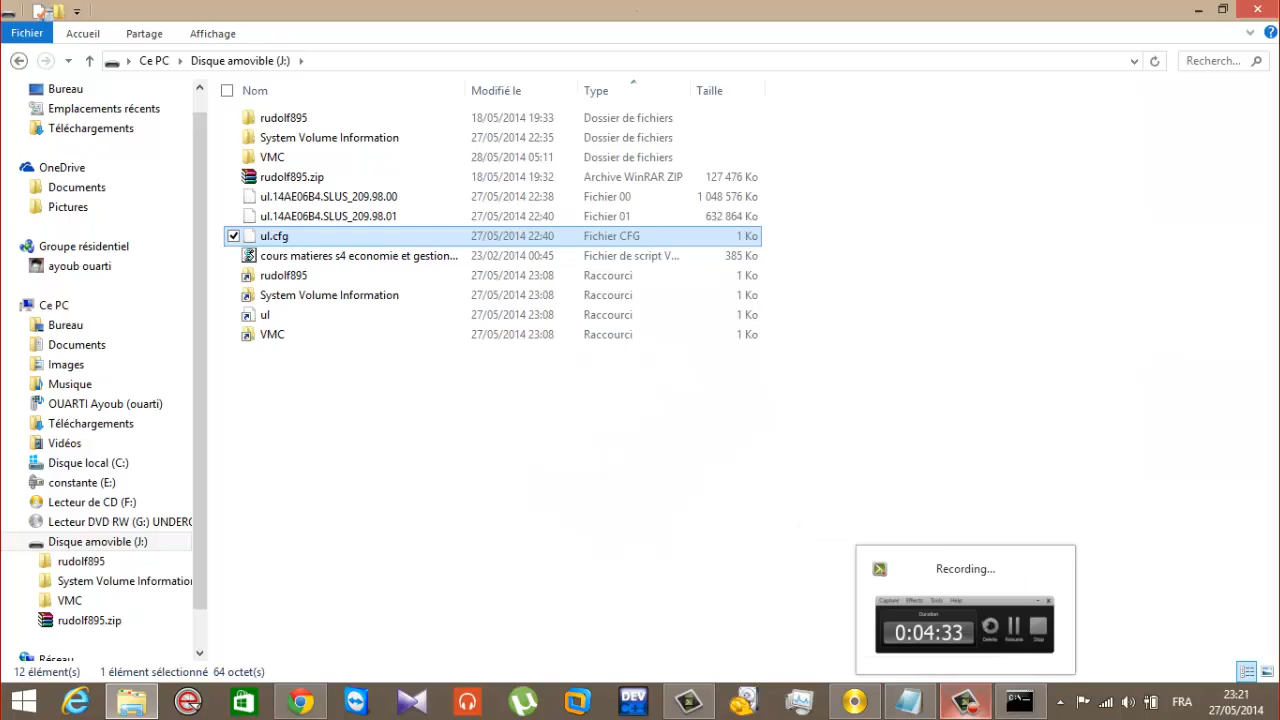 Fichier Accueil Partage Affichage
Ce PC Disque amovible (J:) Recherch...
Nom Modifié le Type Taille
rudolf895 18/05/2014 19:33 Dossier de fichiers
System Volume Information 27/05/2014 22:35 Dossier de fichiers
VMC 28/05/2014 05:11 Dossier de fichiers
rudolf895.zip 18/05/2014 19:32 Archive WinRAR ZIP 127 476 Ko
ul.14AE06B4.SLUS_209.98.00 27/05/2014 22:38 Fichier 00 1 048 576 Ko
ul.14AE06B4.SLUS_209.98.01 27/05/2014 22:40 Fichier 01 632 864 Ko
ul.cfg 27/05/2014 22:40 Fichier CFG 1 Ko
cours matieres s4 economie et gestion... 23/02/2014 00:45 Fichier de script V... 385 Ko
rudolf895 27/05/2014 23:08 Raccourci 1 Ko
System Volume Information 27/05/2014 23:08 Raccourci 1 Ko
ul 27/05/2014 23:08 Raccourci 1 Ko
VMC 27/05/2014 23:08 Raccourci 1 Ko
Bureau
Emplacements récents
Téléchargements
OneDrive
Documents
Pictures
Groupe résidentiel
ayoub ouarti
Ce PC
Bureau
Documents
Images
Musique
OUARTI Ayoub (ouarti)
Téléchargements
Vidéos
Disque local (C:)
constante (E:)
Lecteur de CD (F:)
Lecteur DVD RW (G:) UNDERG
Disque amovible (J:)
rudolf895
System Volume Informatio
VMC
rudolf895.zip
Réseau
Recording...
Capture Effects Tools Help
Duration
0:04:33
Delete Resume Stop
12 élément(s) 1 élément sélectionné 64 octet(s)
DEV
C:\
FRA
23:21
27/05/2014